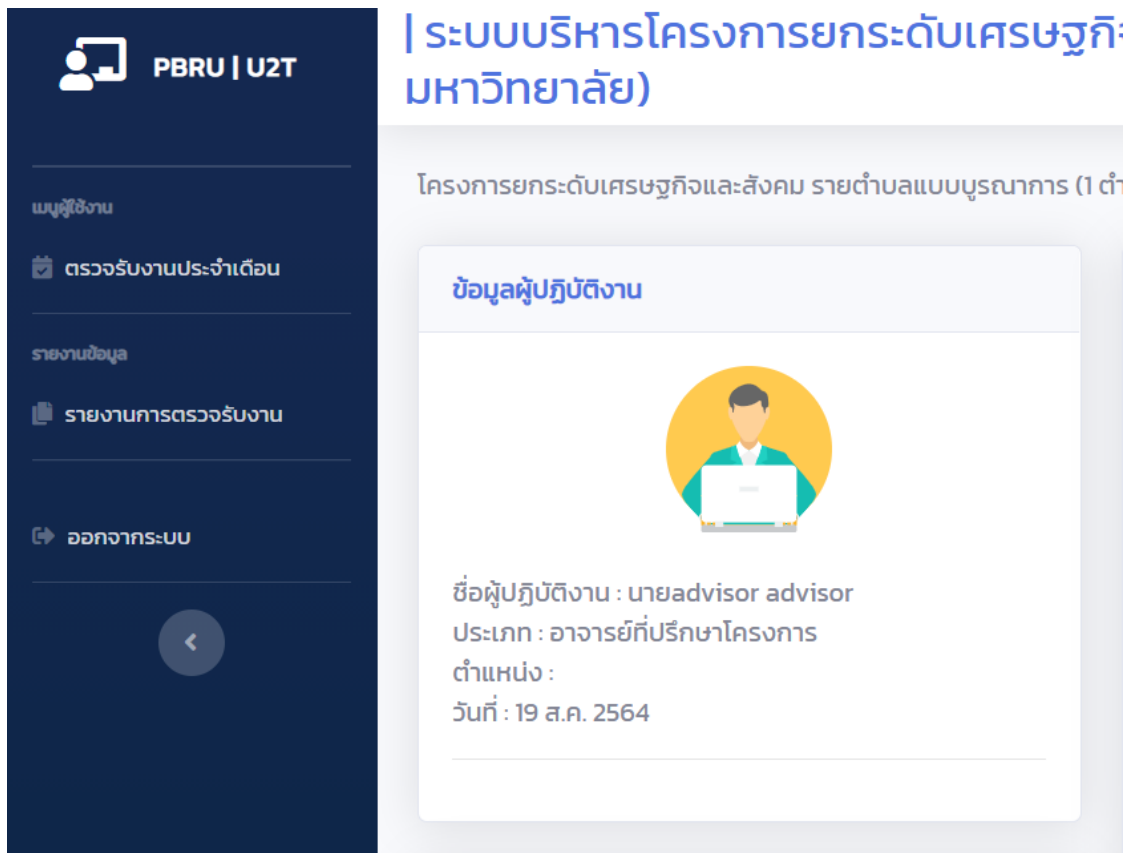 PBRU | U2T
เมนูผู้ใช้งาน
ตรวจรับงานประจำเดือน
รายงานข้อมูล
รายงานการตรวจรับงาน
ออกจากระบบ
| ระบบบริหารโครงการยกระดับเศรษฐกิจ
มหาวิทยาลัย)
โครงการยกระดับเศรษฐกิจและสังคม รายตำบลแบบบูรณาการ (1 ตำ
ข้อมูลผู้ปฏิบัติงาน
ชื่อผู้ปฏิบัติงาน : นายadvisor advisor
ประเภท : อาจารย์ที่ปรึกษาโครงการ
ตำแหน่ง :
วันที่ : 19 ส.ค. 2564